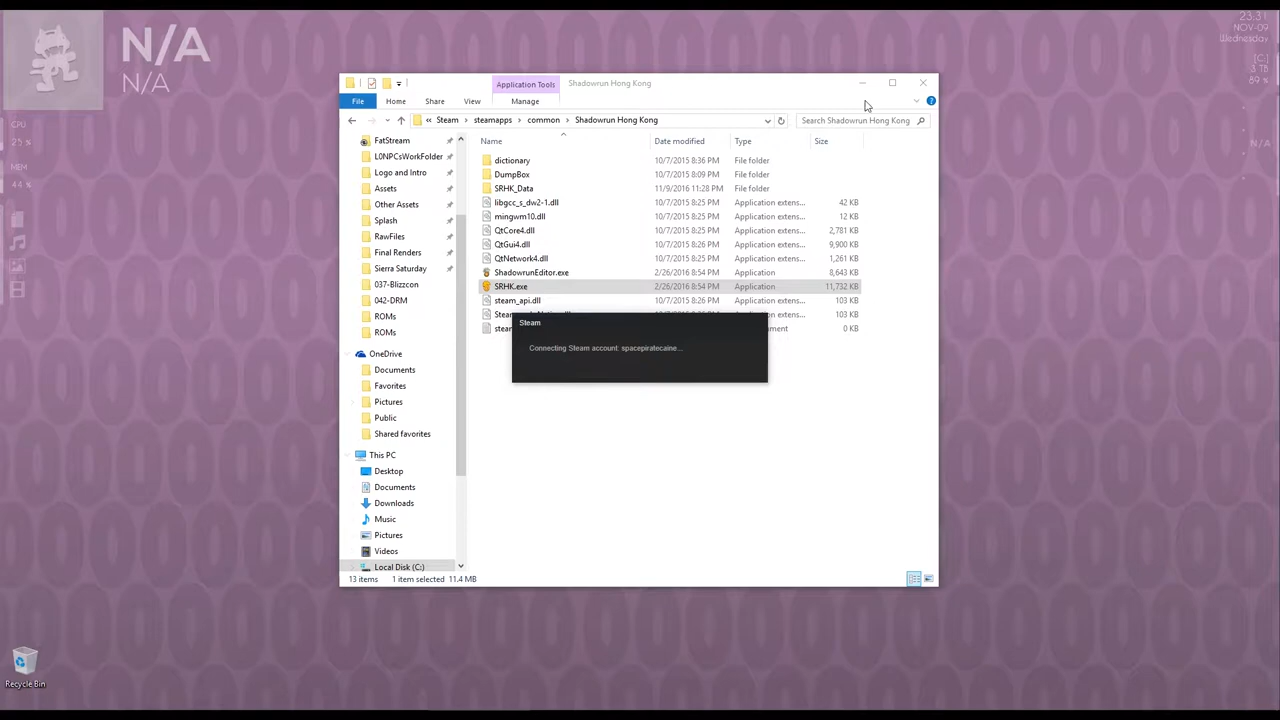 N/A
N/A
23:31
NOV-09
Wednesday
[C:]
3 TB
89 %
N/A
CPU
25 %
MEM
44 %
Application Tools
Shadowrun Hong Kong
File
Home
Share
View
Manage
« Steam
steamapps
common
Shadowrun Hong Kong
Search Shadowrun Hong Kong
Name
Date modified
Type
Size
FatStream
L0NPCsWorkFolder
Logo and Intro
Assets
Other Assets
Splash
RawFiles
Final Renders
Sierra Saturday
037-Blizzcon
042-DRM
ROMs
ROMs
OneDrive
Documents
Favorites
Pictures
Public
Shared favorites
This PC
Desktop
Documents
Downloads
Music
Pictures
Videos
Local Disk (C:)
dictionary 10/7/2015 8:36 PM File folder
DumpBox 10/7/2015 8:09 PM File folder
SRHK_Data 11/9/2016 11:28 PM File folder
libgcc_s_dw2-1.dll 10/7/2015 8:25 PM Application extens... 42 KB
mingwm10.dll 10/7/2015 8:25 PM Application extens... 12 KB
QtCore4.dll 10/7/2015 8:25 PM Application extens... 2,781 KB
QtGui4.dll 10/7/2015 8:26 PM Application extens... 9,900 KB
QtNetwork4.dll 10/7/2015 8:25 PM Application extens... 1,261 KB
ShadowrunEditor.exe 2/26/2016 8:54 PM Application 8,643 KB
SRHK.exe 2/26/2016 8:54 PM Application 11,732 KB
steam_api.dll 10/7/2015 8:26 PM Application extens... 103 KB
103 KB
0 KB
Steam
Connecting Steam account: spacepiratecaine...
13 items
1 item selected 11.4 MB
Recycle Bin